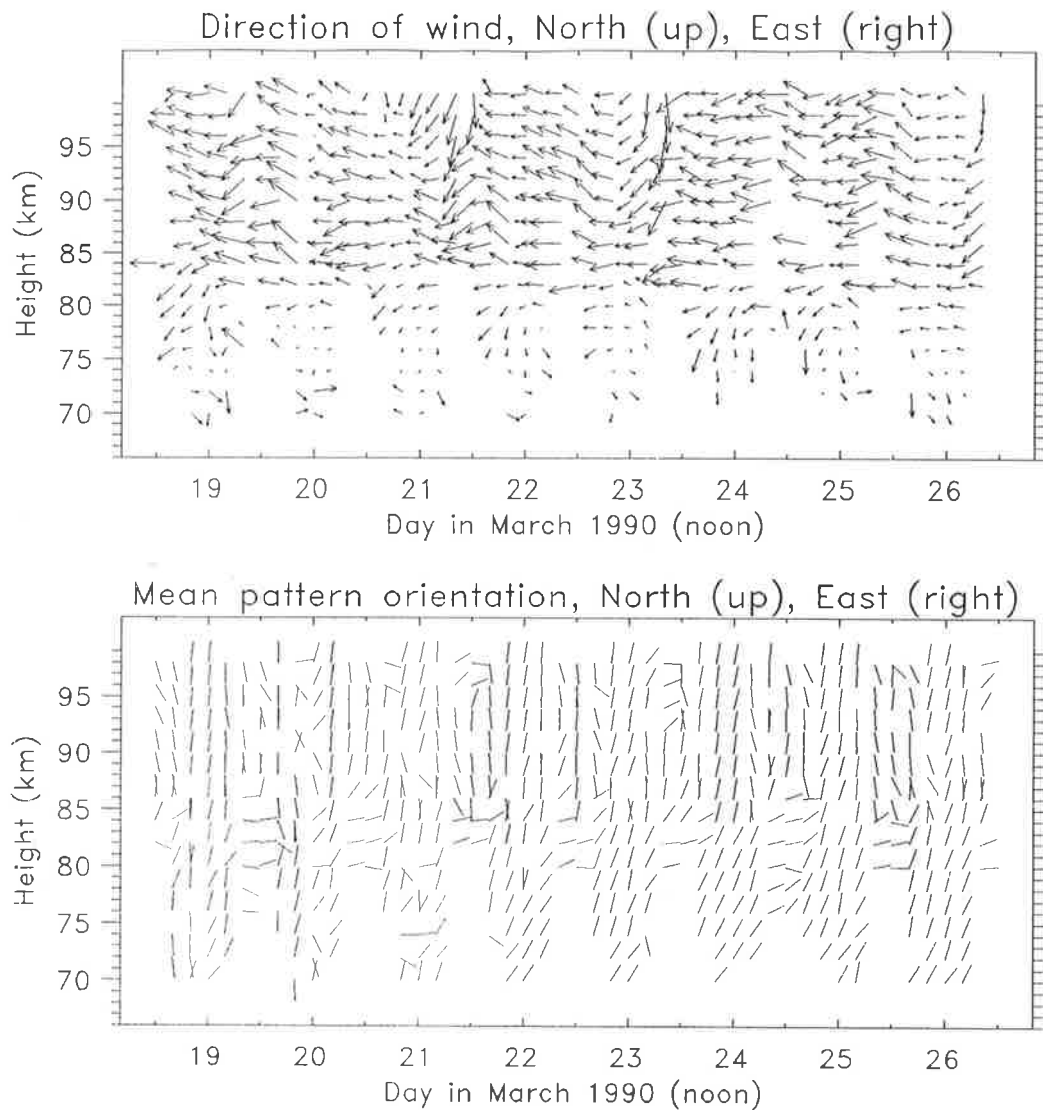 Direction of wind, North (up), East (right)
Height (km)
95
90
85
80
75
70
19 20 21 22 23 24 25 26
Day in March 1990 (noon)
Mean pattern orientation, North (up), East (right)
Height (km)
95
90
85
80
75
70
19 20 21 22 23 24 25 26
Day in March 1990 (noon)